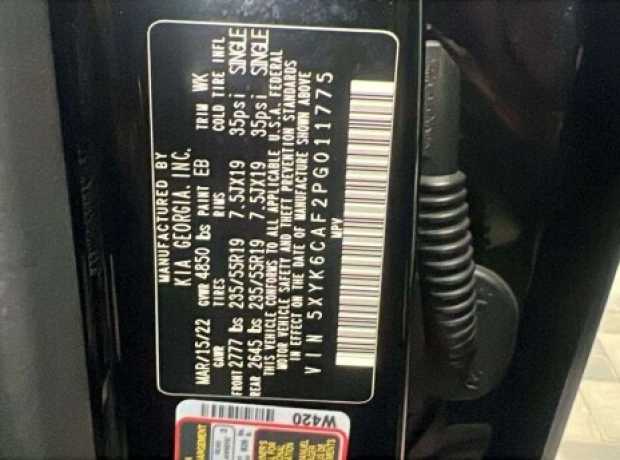 MANUFACTURED BY
KIA GEORGIA, INC.
MAR/15/22 GVWR 4850 lbs PAINT EB TRIM WK
GAWR TIRES RIMS COLD TIRE INFL
FRONT 2777 lbs 235/55R19 7.5JX19 35psi SINGLE
REAR 2645 lbs 235/55R19 7.5JX19 35psi SINGLE
THIS VEHICLE CONFORMS TO ALL APPLICABLE U.S.A. FEDERAL
MOTOR VEHICLE SAFETY AND THEFT PREVENTION STANDARDS
IN EFFECT ON THE DATE OF MANUFACTURE SHOWN ABOVE
VIN 5XYK6CAF2PG011775
MPV
W420